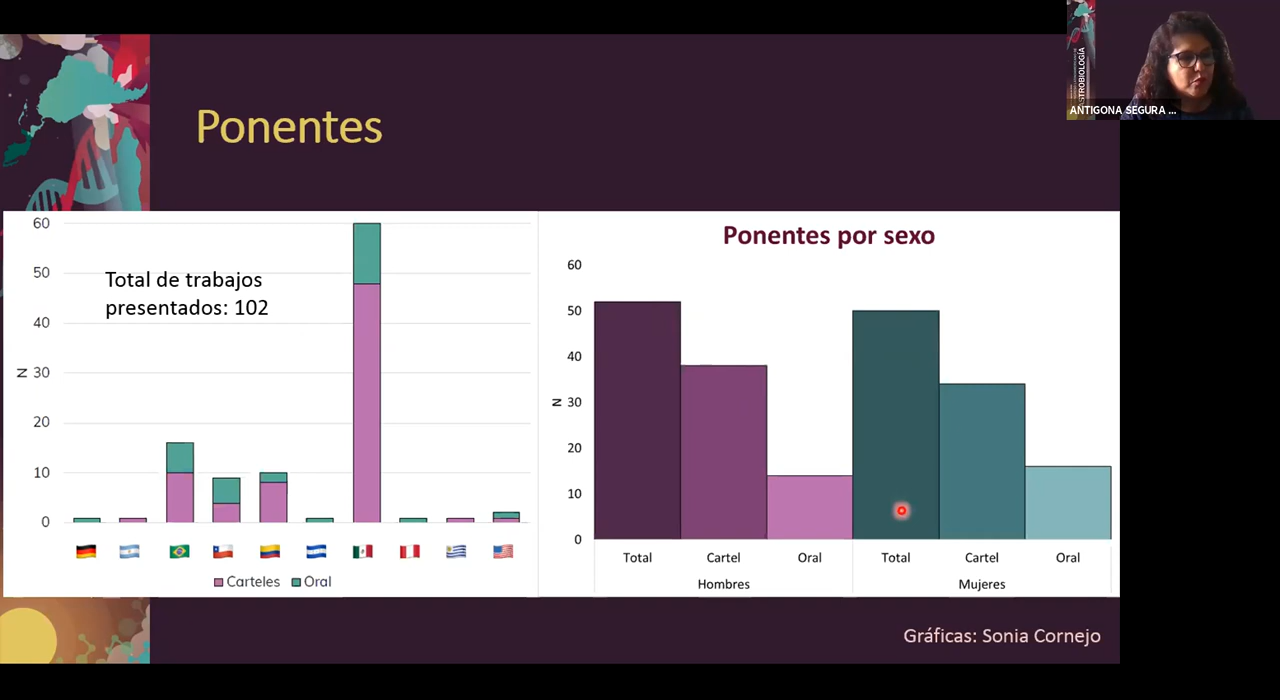 Ponentes
ASTROBIOLOGÍA
ANTIGONA SEGURA ...
60
50
40
30
20
10
0
N
Total de trabajos
presentados: 102
Carteles Oral
Ponentes por sexo
60
50
40
30
20
10
0
N
Total Cartel Oral Total Cartel Oral
Hombres Mujeres
Gráficas: Sonia Cornejo